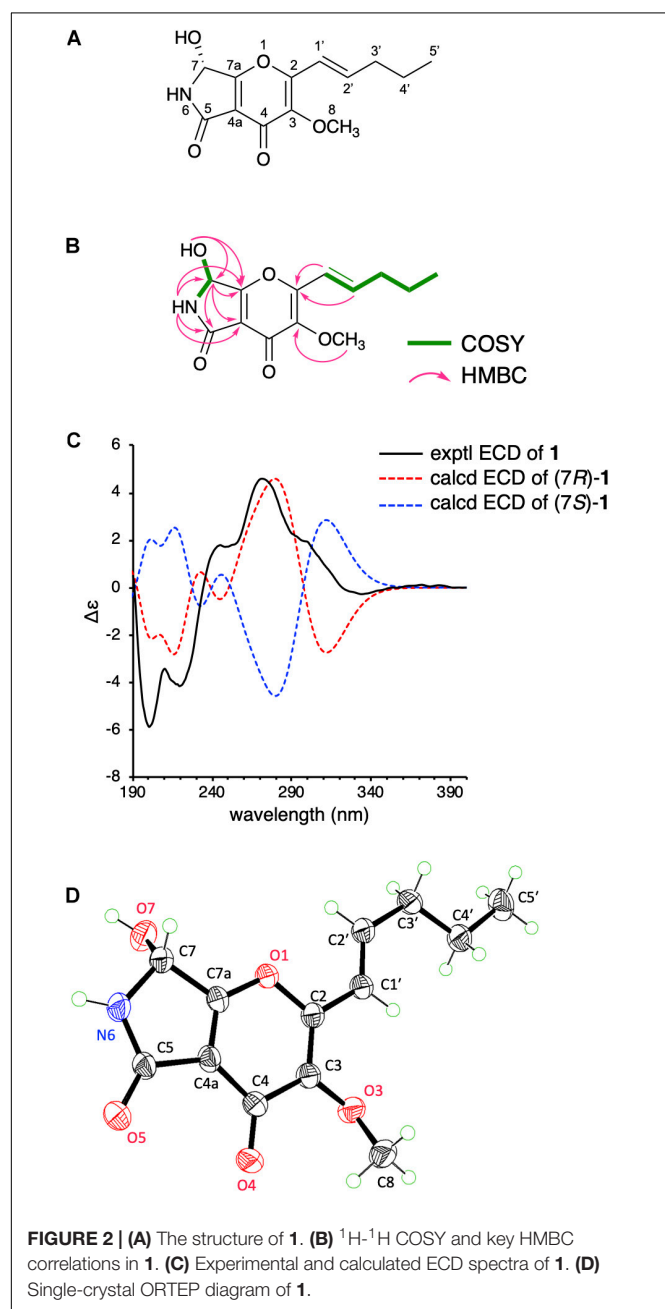 A
HO
7
7a
O
1
2
1'
2'
3'
4'
5'
HN
6
5
4a
4
3
8
OCH3
O
O
B
HO
O
HN
OCH3
O
O
COSY
HMBC
C
exptl ECD of 1
calcd ECD of (7R)-1
calcd ECD of (7S)-1
6
4
2
0
-2
-4
-6
-8
Δε
190 240 290 340 390
wavelength (nm)
D
O7
C7
N6
C7a
O1
C2'
C3'
C4'
C5'
C1'
C2
C5
C4a
C3
C4
O3
O5
O4
C8
FIGURE 2 | (A) The structure of 1. (B) ¹H-¹H COSY and key HMBC
correlations in 1. (C) Experimental and calculated ECD spectra of 1. (D)
Single-crystal ORTEP diagram of 1.